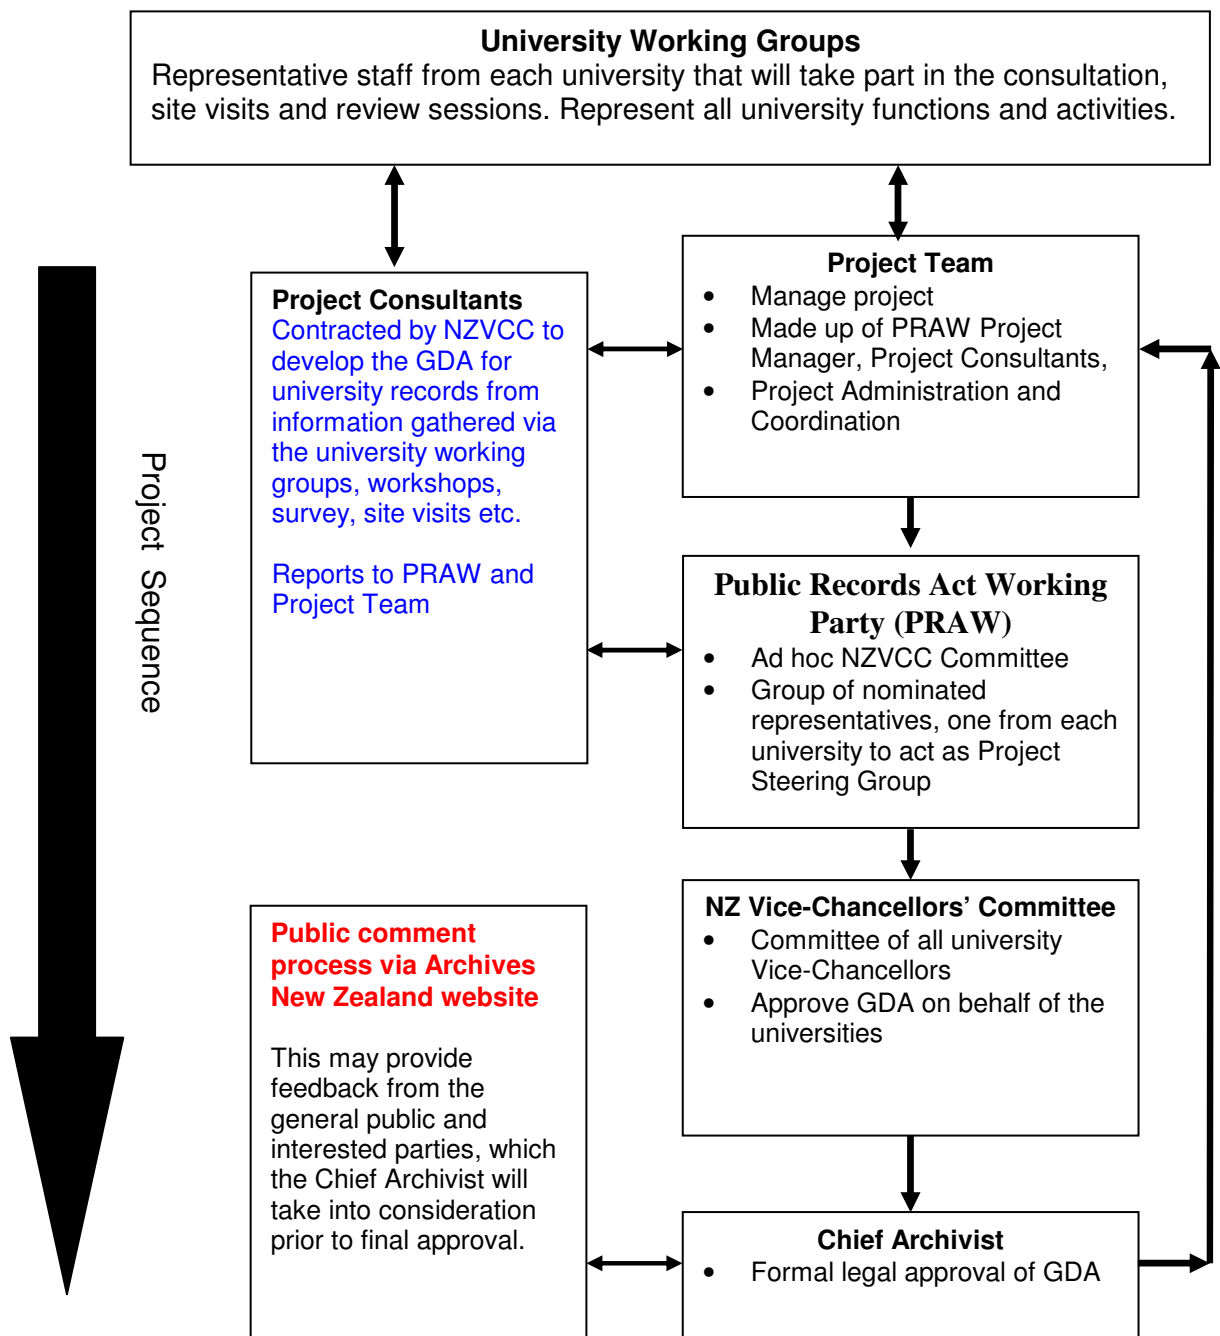 University Working Groups
Representative staff from each university that will take part in the consultation,
site visits and review sessions. Represent all university functions and activities.
Project Sequence
Project Consultants
Contracted by NZVCC to
develop the GDA for
university records from
information gathered via
the university working
groups, workshops,
survey, site visits etc.
Reports to PRAW and
Project Team
Project Team
• Manage project
• Made up of PRAW Project
Manager, Project Consultants,
• Project Administration and
Coordination
Public Records Act Working
Party (PRAW)
• Ad hoc NZVCC Committee
• Group of nominated
representatives, one from each
university to act as Project
Steering Group
NZ Vice-Chancellors’ Committee
• Committee of all university
Vice-Chancellors
• Approve GDA on behalf of the
universities
Public comment
process via Archives
New Zealand website
This may provide
feedback from the
general public and
interested parties, which
the Chief Archivist will
take into consideration
prior to final approval.
Chief Archivist
• Formal legal approval of GDA